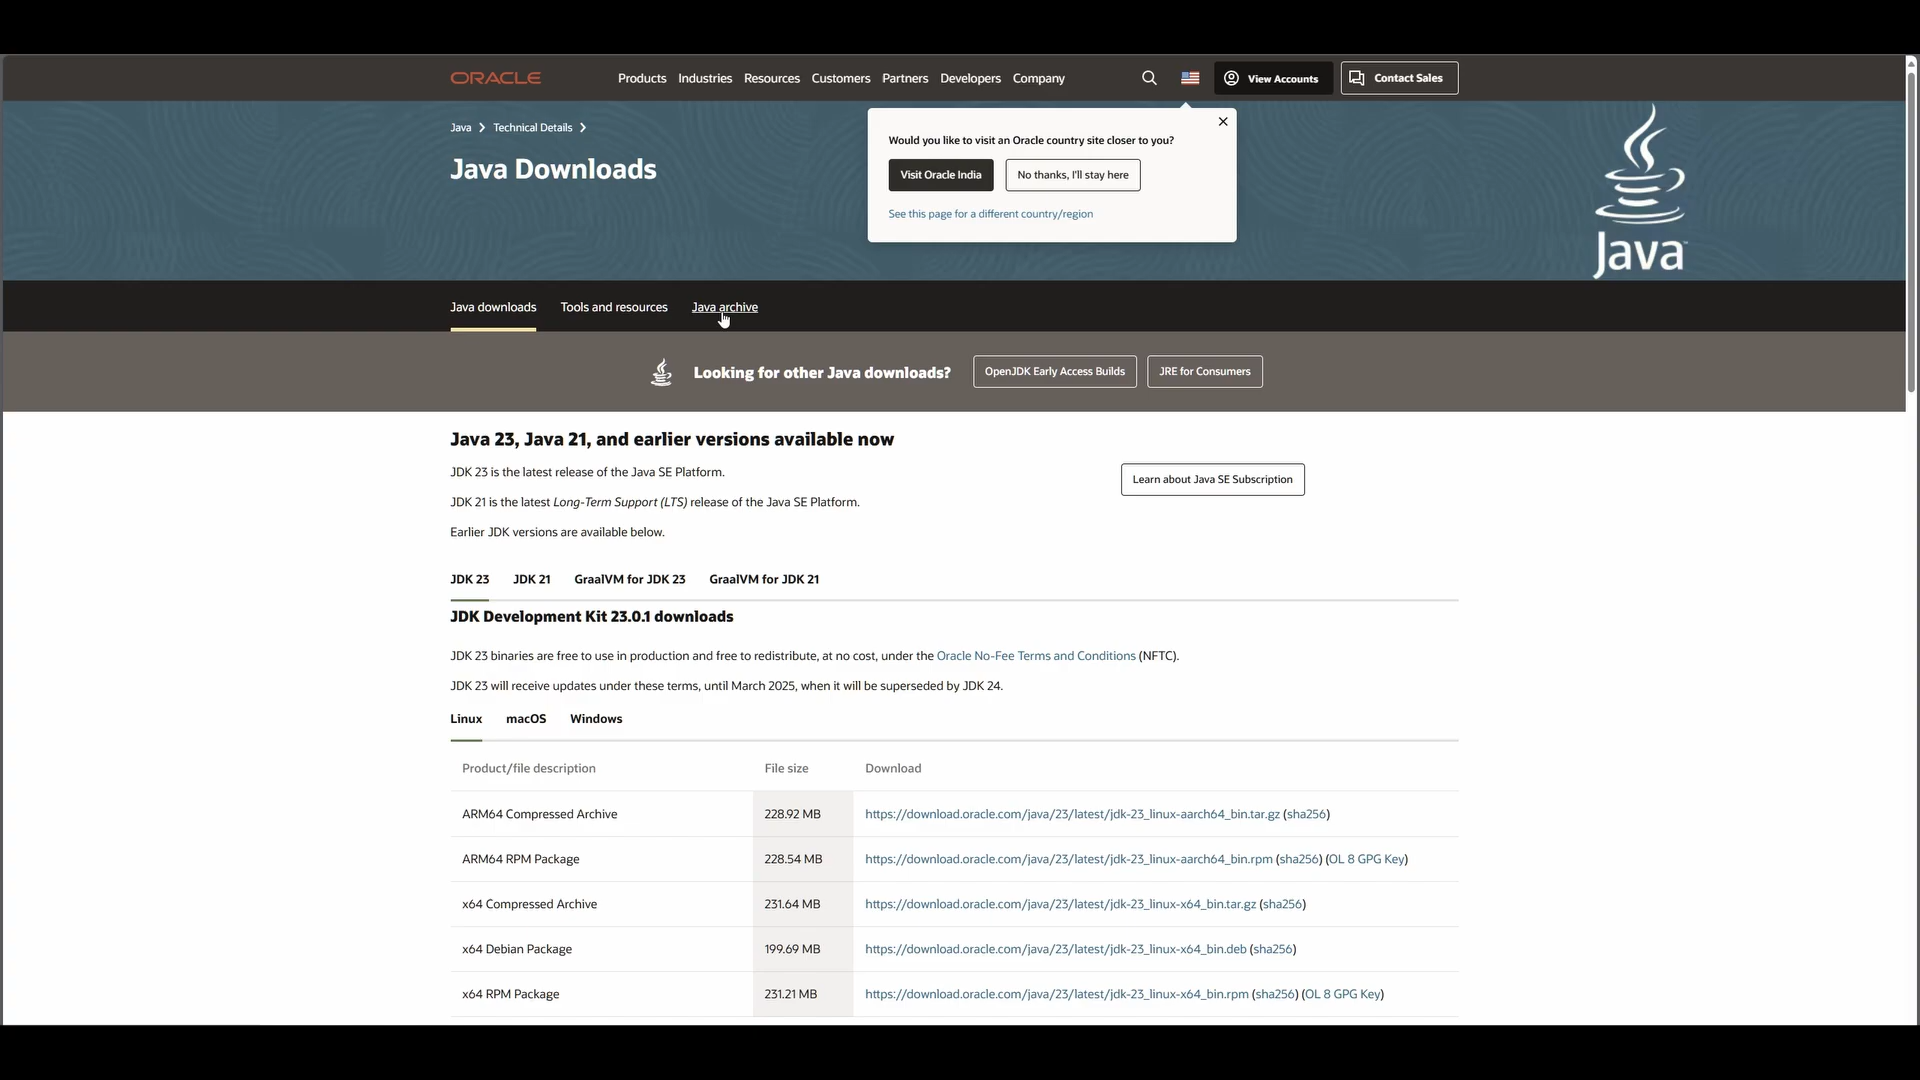 ORACLE
Products Industries Resources Customers Partners Developers Company
View Accounts
Contact Sales
Java Technical Details
Java Downloads
Would you like to visit an Oracle country site closer to you?
Visit Oracle India
No thanks, I'll stay here
See this page for a different country/region
Java
Java downloads Tools and resources Java archive
Looking for other Java downloads? OpenJDK Early Access Builds JRE for Consumers
Java 23, Java 21, and earlier versions available now
JDK 23 is the latest release of the Java SE Platform.
Learn about Java SE Subscription
JDK 21 is the latest Long-Term Support (LTS) release of the Java SE Platform.
Earlier JDK versions are available below.
JDK 23 JDK 21 GraalVM for JDK 23 GraalVM for JDK 21
JDK Development Kit 23.0.1 downloads
JDK 23 binaries are free to use in production and free to redistribute, at no cost, under the Oracle No-Fee Terms and Conditions (NFTC).
JDK 23 will receive updates under these terms, until March 2025, when it will be superseded by JDK 24.
Linux macOS Windows
Product/file description File size Download
ARM64 Compressed Archive 228.92 MB https://download.oracle.com/java/23/latest/jdk-23_linux-aarch64_bin.tar.gz (sha256)
ARM64 RPM Package 228.54 MB https://download.oracle.com/java/23/latest/jdk-23_linux-aarch64_bin.rpm (sha256) (OL 8 GPG Key)
x64 Compressed Archive 231.64 MB https://download.oracle.com/java/23/latest/jdk-23_linux-x64_bin.tar.gz (sha256)
x64 Debian Package 199.69 MB https://download.oracle.com/java/23/latest/jdk-23_linux-x64_bin.deb (sha256)
x64 RPM Package 231.21 MB https://download.oracle.com/java/23/latest/jdk-23_linux-x64_bin.rpm (sha256) (OL 8 GPG Key)